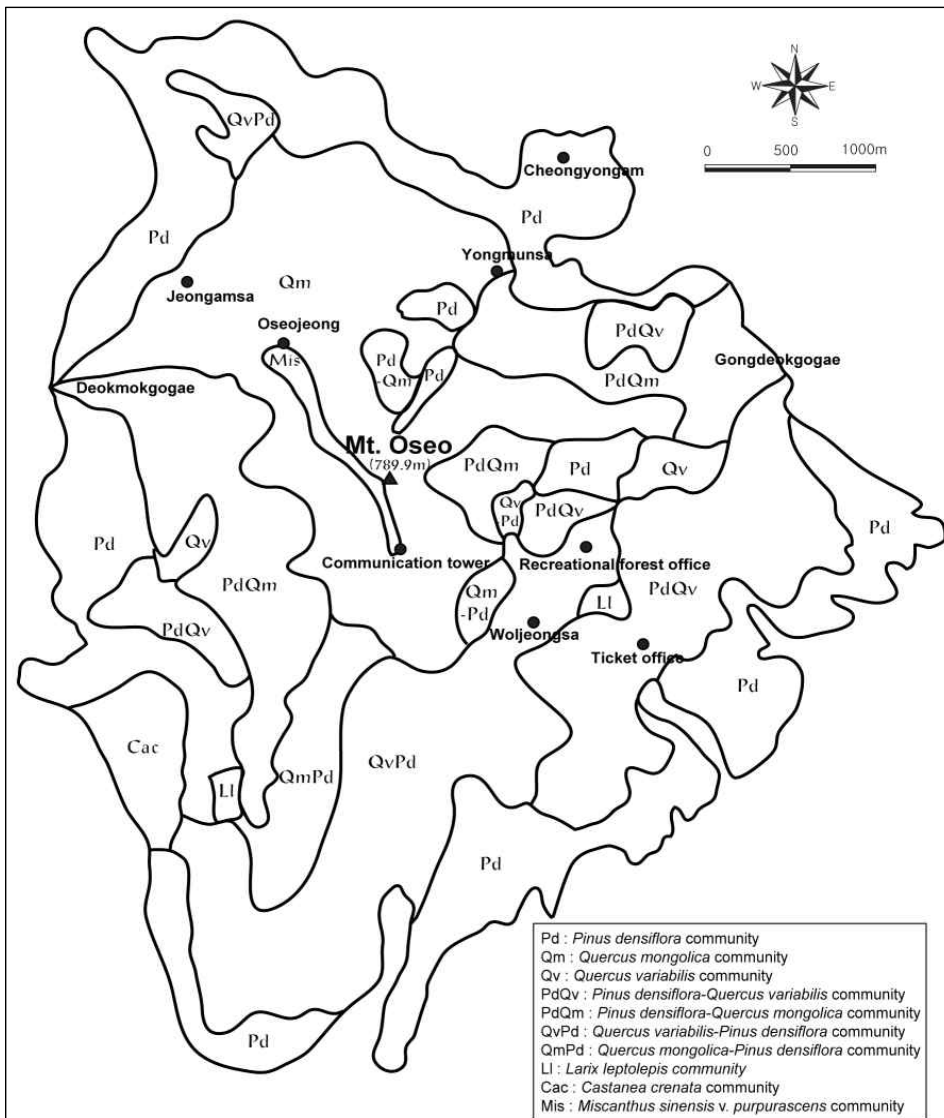 N
W
E
S
0 500 1000m
QvPd
Cheongyongam
Pd
Pd
Yongmunsa
Qm
Jeongamsa
Pd
Oseojeong
PdQv
Mis
Pd
-Qm
Pd
Gongdeokgogae
Deokmokgogae
PdQm
Mt. Oseo
(789.9m)
PdQm
Pd
Qv
Qv
-Pd
PdQv
Pd
Pd
Qv
Communication tower
Recreational forest office
PdQm
Qm
-Pd
Ll
PdQv
PdQv
Woljeongsa
Ticket office
Pd
Cac
Ll
QmPd
QvPd
Pd
Pd
Pd : Pinus densiflora community
Qm : Quercus mongolica community
Qv : Quercus variabilis community
PdQv : Pinus densiflora-Quercus variabilis community
PdQm : Pinus densiflora-Quercus mongolica community
QvPd : Quercus variabilis-Pinus densiflora community
QmPd : Quercus mongolica-Pinus densiflora community
Ll : Larix leptolepis community
Cac : Castanea crenata community
Mis : Miscanthus sinensis v. purpurascens community